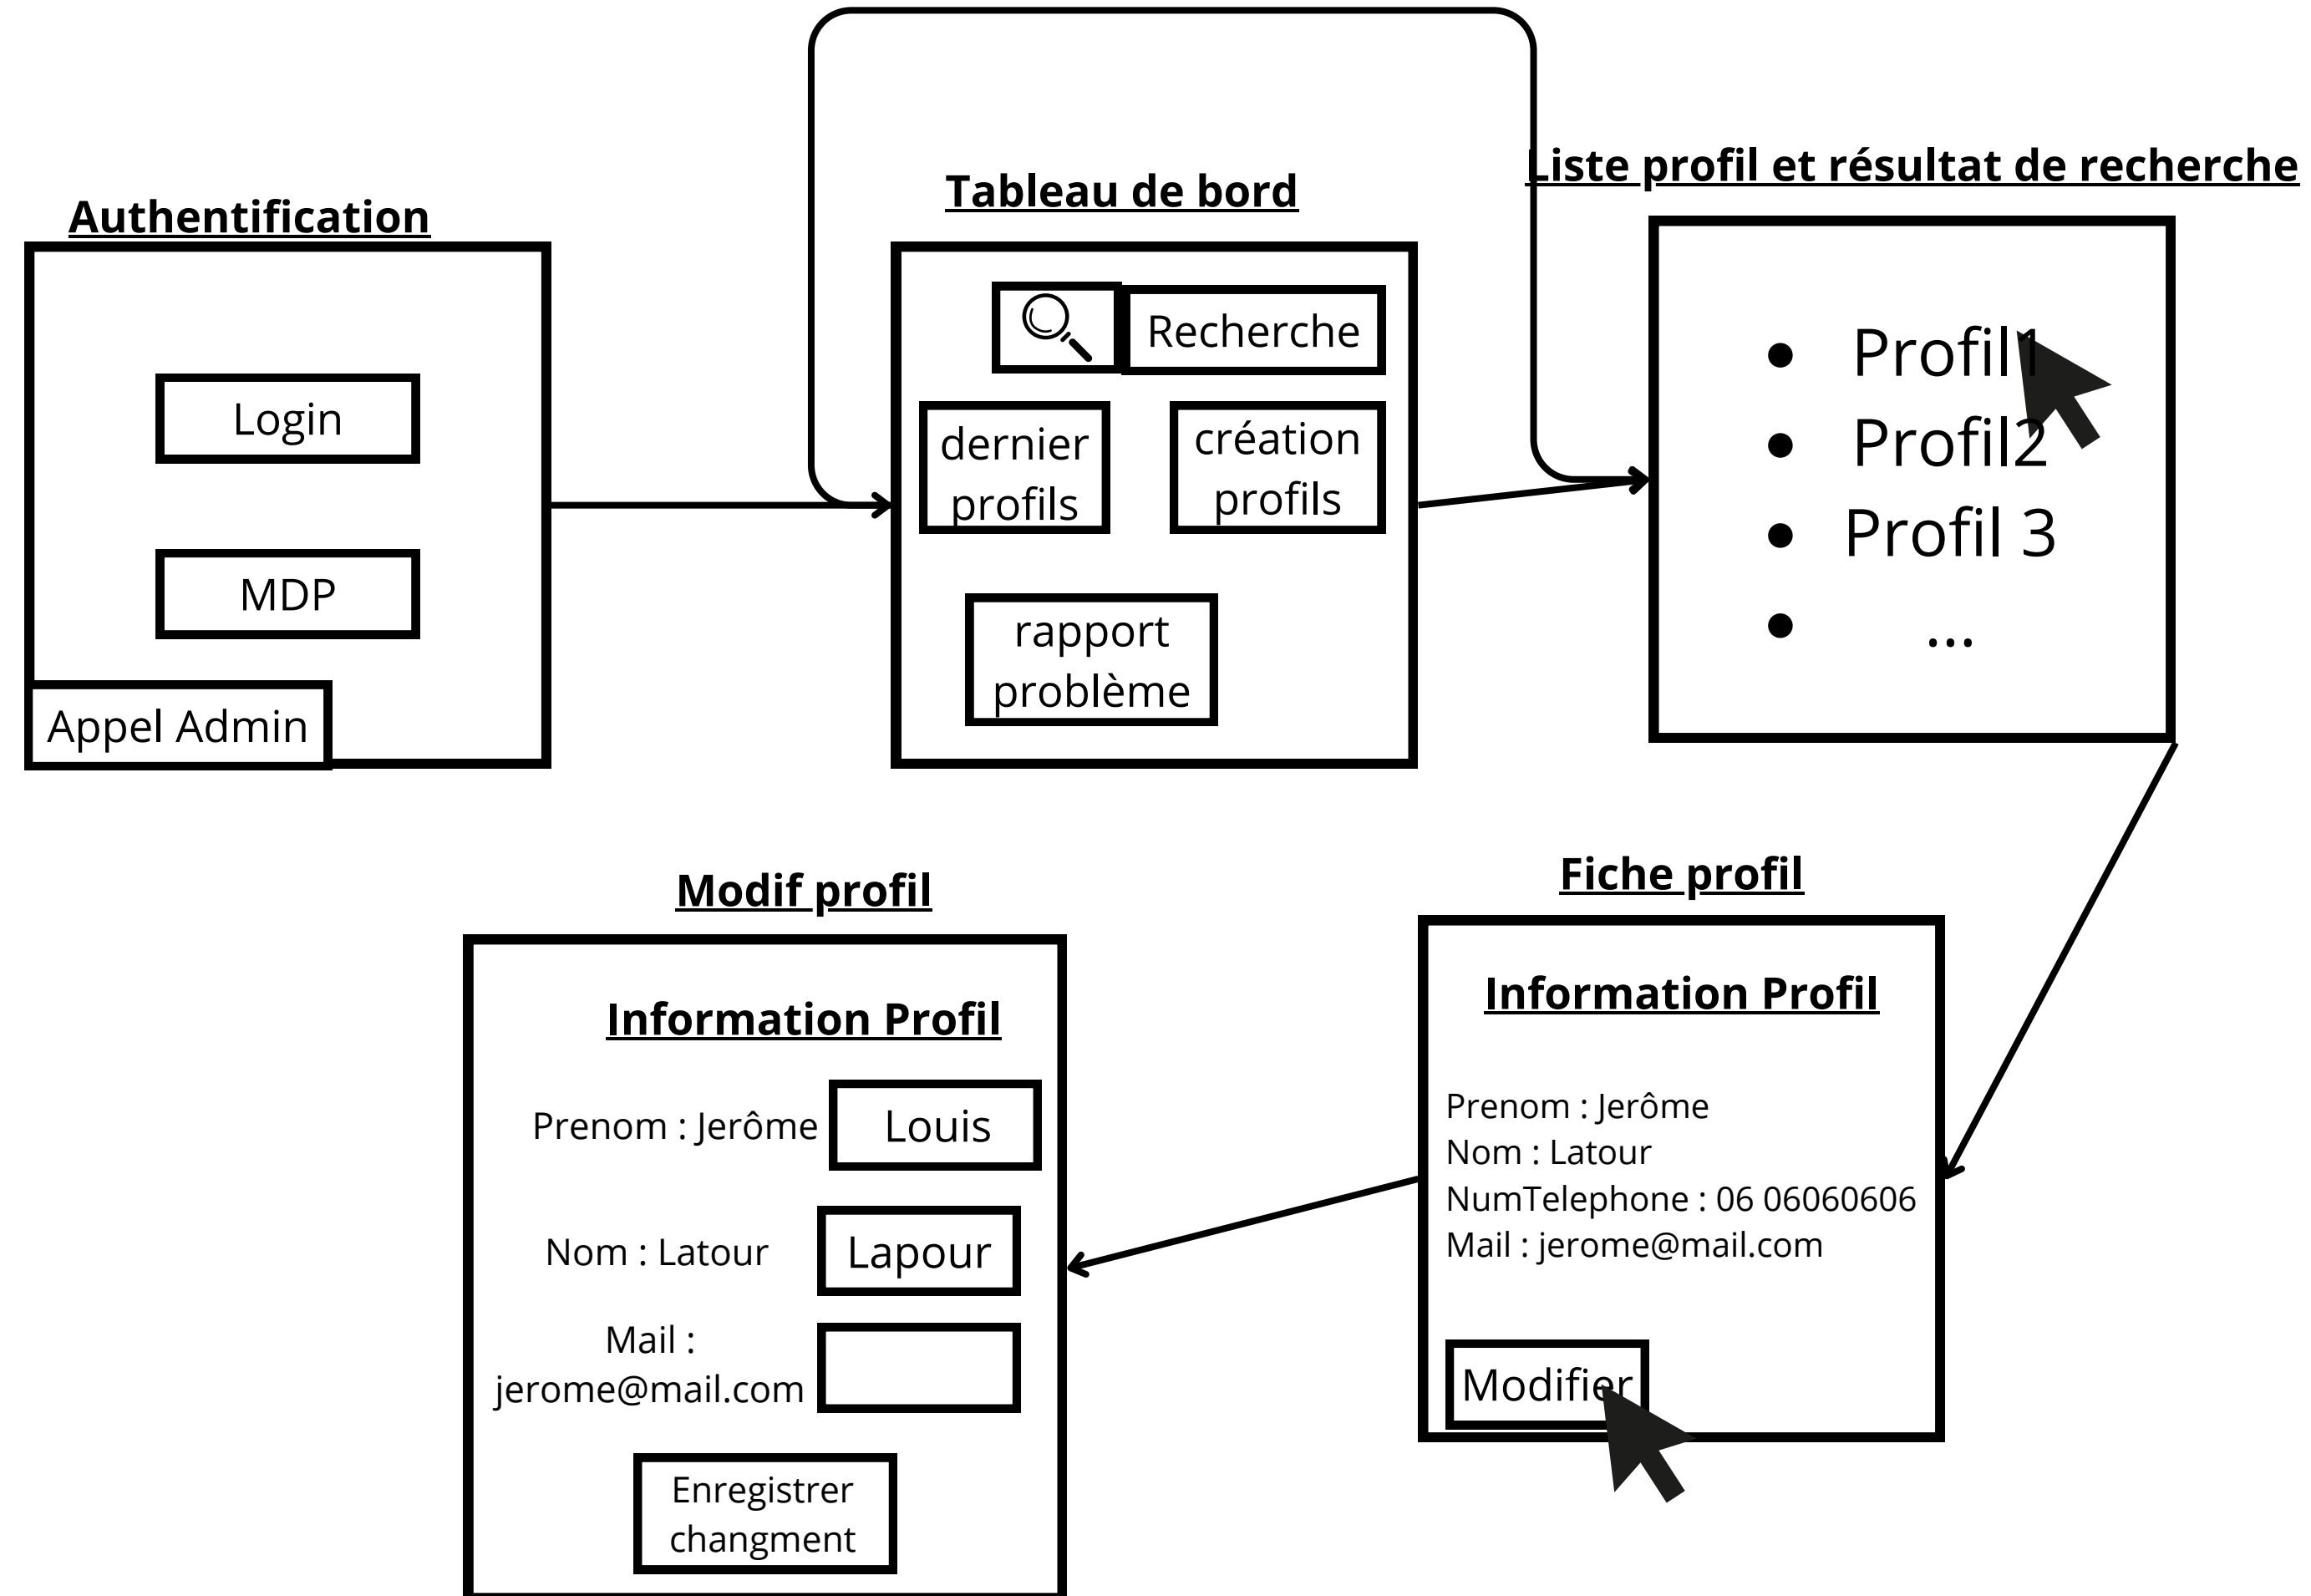 Authentification
Login
MDP
Appel Admin
Tableau de bord
Recherche
dernier
profils
création
profils
rapport
problème
Liste profil et résultat de recherche
Profil 1
Profil2
Profil 3
...
Fiche profil
Information Profil
Prenom : Jerôme
Nom : Latour
NumTelephone : 06 06060606
Mail : jerome@mail.com
Modifier
Modif profil
Information Profil
Prenom : Jerôme
Louis
Nom : Latour
Lapour
Mail :
jerome@mail.com
Enregistrer
changment